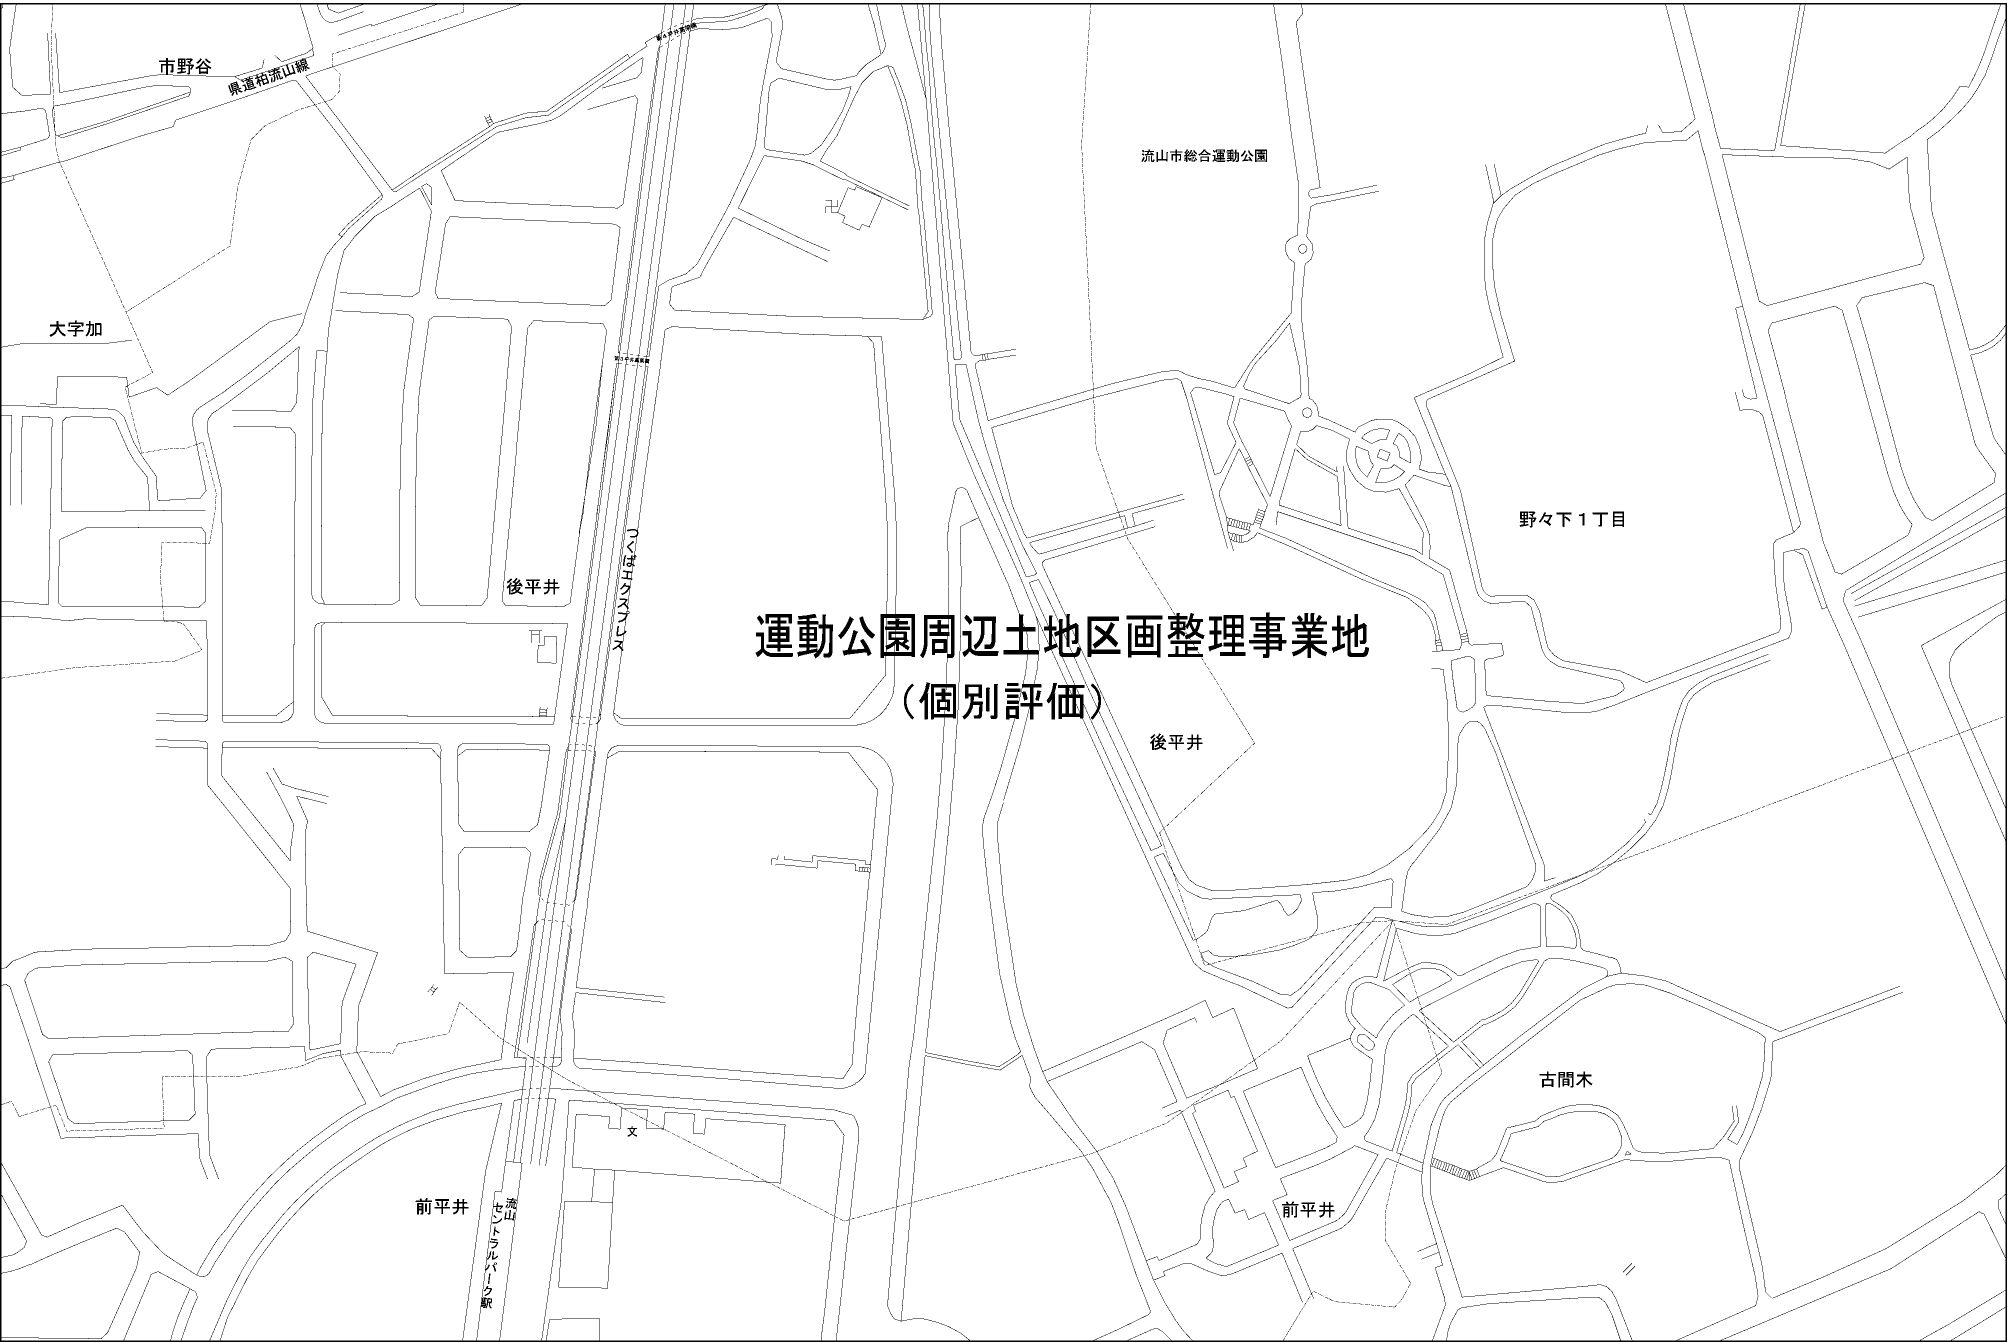 市野谷
県道柏流山線
流山市総合運動公園
大字加
野々下１丁目
後平井
つくばエクスプレス
運動公園周辺土地区画整理事業地
（個別評価）
後平井
古間木
文
前平井
流山
セントラルパーク駅
前平井